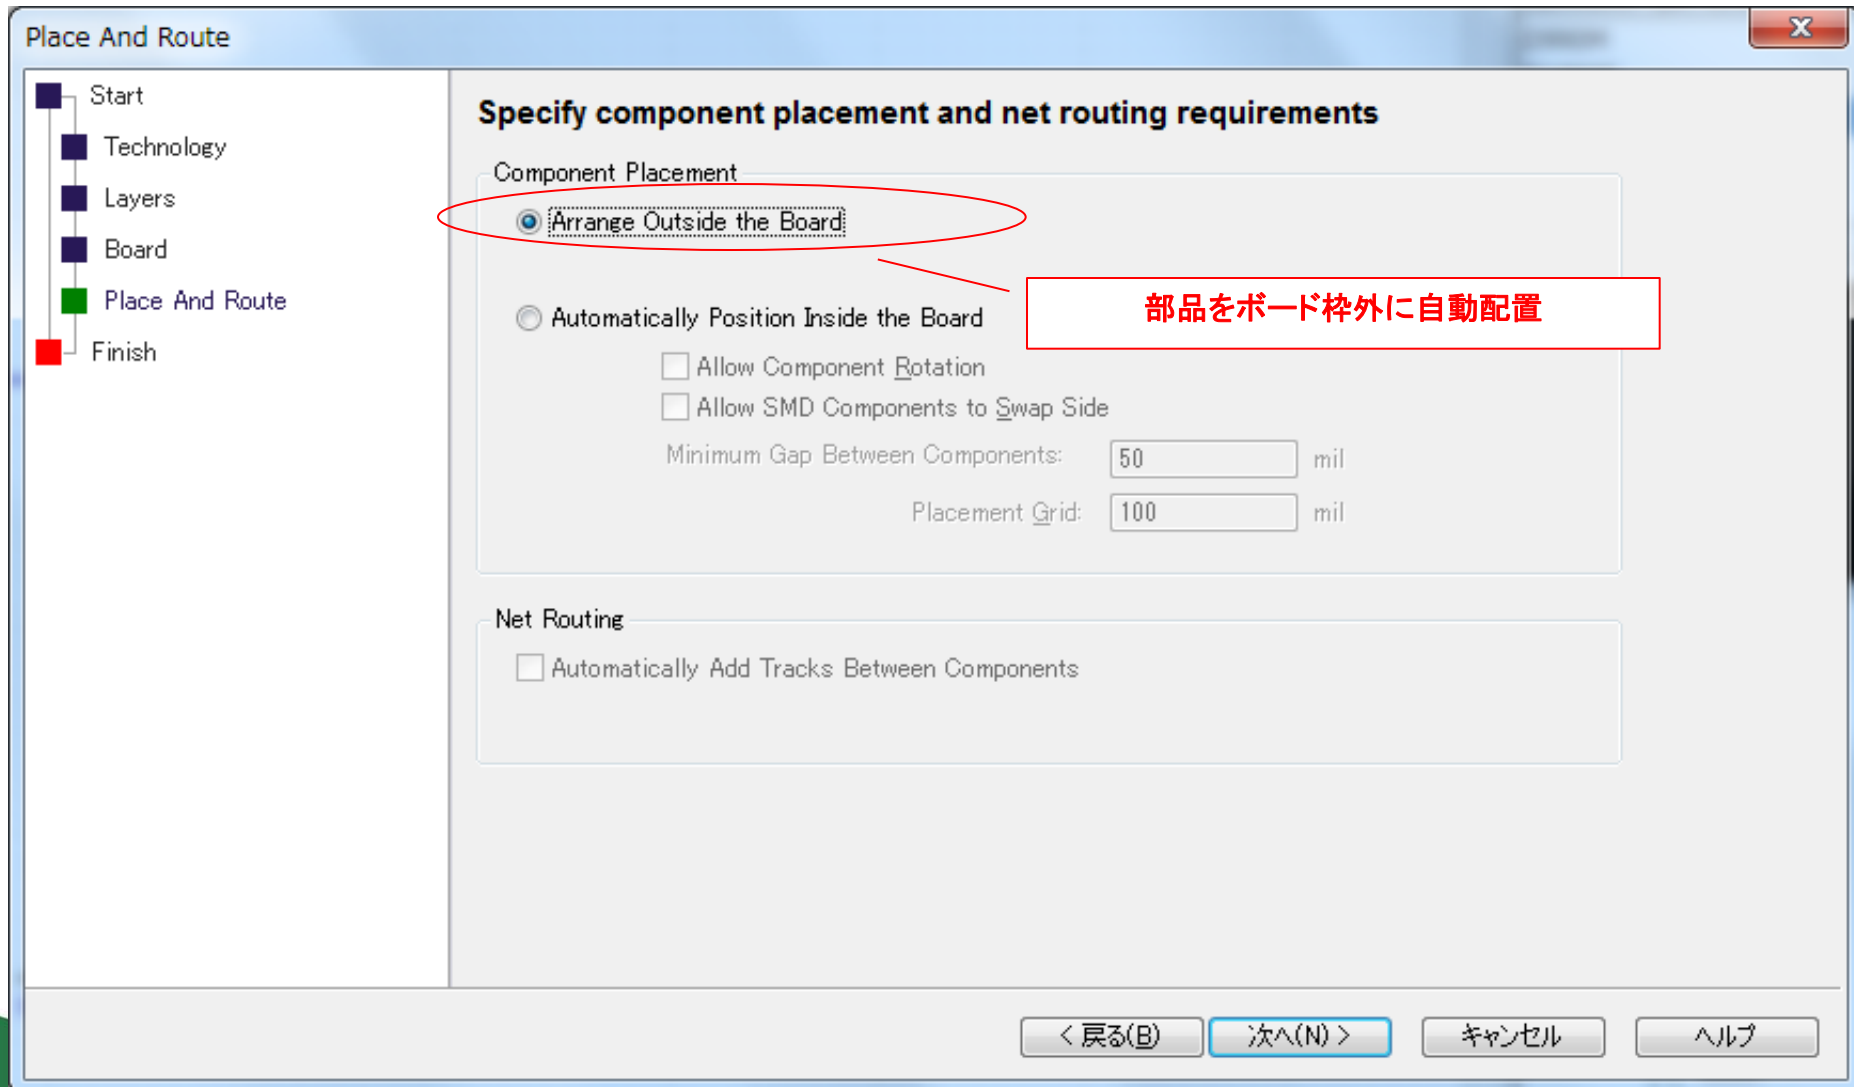 Place And Route
Start
Technology
Layers
Board
Place And Route
Finish
Specify component placement and net routing requirements
Component Placement
Arrange Outside the Board
部品をボード枠外に自動配置
Automatically Position Inside the Board
Allow Component Rotation
Allow SMD Components to Swap Side
Minimum Gap Between Components: 50 mil
Placement Grid: 100 mil
Net Routing
Automatically Add Tracks Between Components
< 戻る(B) 次へ(N) > キャンセル ヘルプ